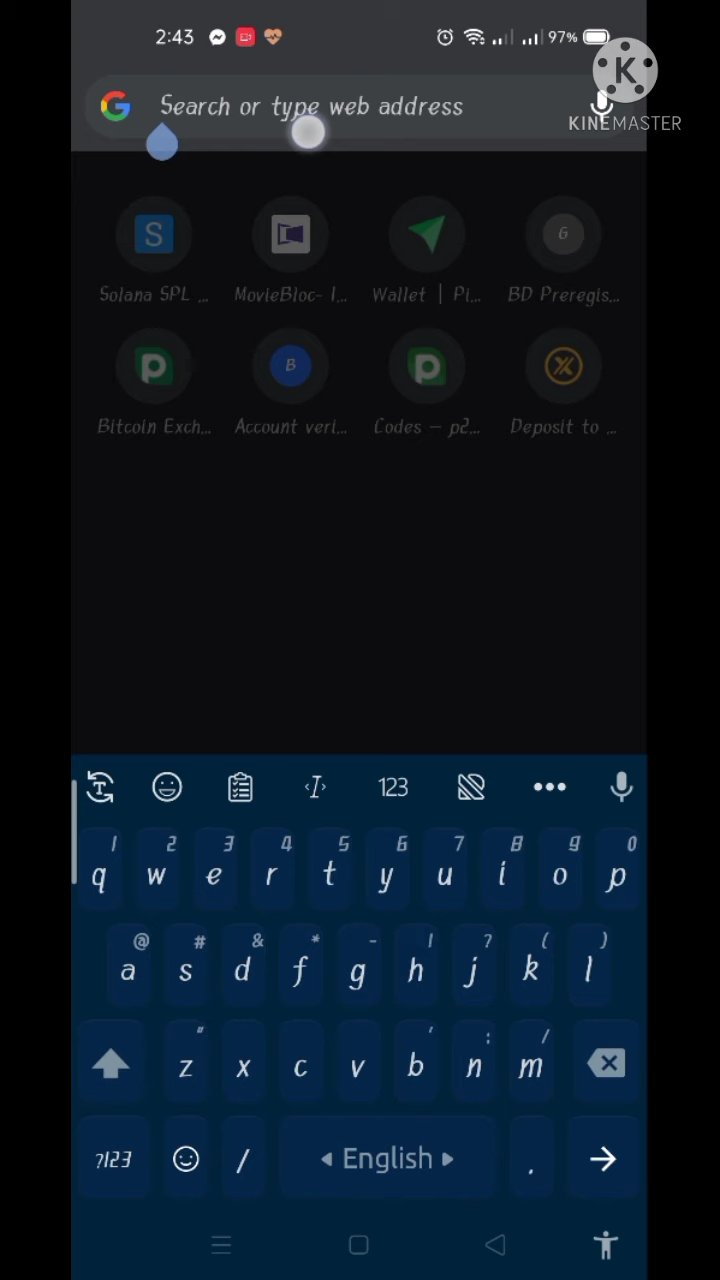 2:43
97%
K
KINEMASTER
G Search or type web address
S
G
Solana SPL ...
MovieBloc- I...
Wallet | Pi...
BD Preregis...
B
Bitcoin Exch...
Account veri...
Codes – p2...
Deposit to ...
T
123
1 2 3 4 5 6 7 8 9 0
q w e r t y u i o p
@ # & * - ! ? ( )
a s d f g h j k l
" ' : /
z x c v b n m
?123 / English .